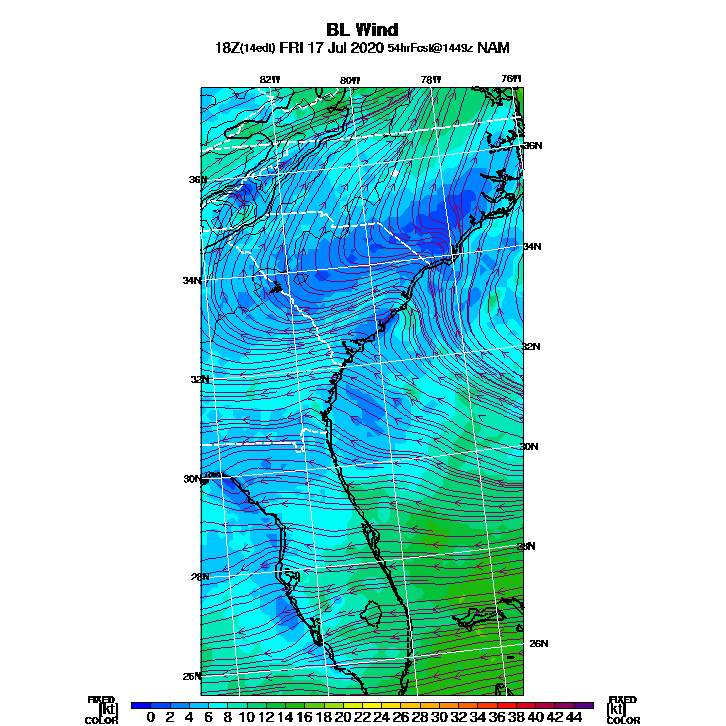 BL Wind
18Z(14edt) FRI 17 Jul 2020 54hrFcst@1449z NAM
82W 80W 78W 76W
36N
36N
34N
34N
32N
32N
30N
30N
28N
28N
26N
26N
FIXED FIXED
[kt] 0 2 4 6 8 10 12 14 16 18 20 22 24 26 28 30 32 34 36 38 40 42 44 [kt]
COLOR COLOR